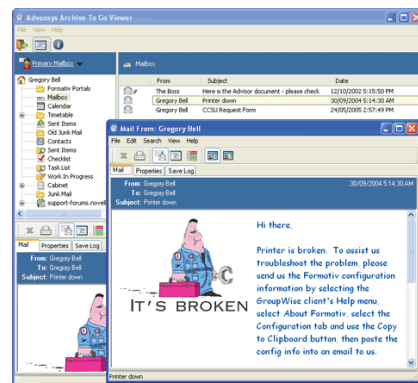 Advansys Archive To Go Viewer
File View Help
Primary Mailbox
Mailbox
From Subject Date
The Boss Here is the Advisor document - please check 12/10/2002 5:15:50 PM
Gregory Bell Printer down 30/09/2004 5:14:30 AM
Gregory Bell CCSU Request Form 24/05/2005 2:57:49 PM
Gregory Bell
Formativ Portals
Mailbox
Calendar
Timetable
Sent Items
Old Junk Mail
Contacts
Sent Items
Checklist
Task List
Work In Progress
Cabinet
Junk Mail
support-forums.novell
Mail Properties Save Log
From: Gregory Bell
To: Gregory Bell
Subject: Printer down
Mail From: Gregory Bell
File Edit Search View Help
Mail Properties Save Log
From: Gregory Bell 30/09/2004 5:14:30 AM
To: Gregory Bell
Subject: Printer down
IT'S BROKEN
Hi there,
Printer is broken. To assist us
troubleshoot the problem, please
send us the Formativ configuration
information by selecting the
GroupWise client's Help menu,
select About Formativ, select the
Configuration tab and use the Copy
to Clipboard button, then paste the
config info into an email to us.
Printer down